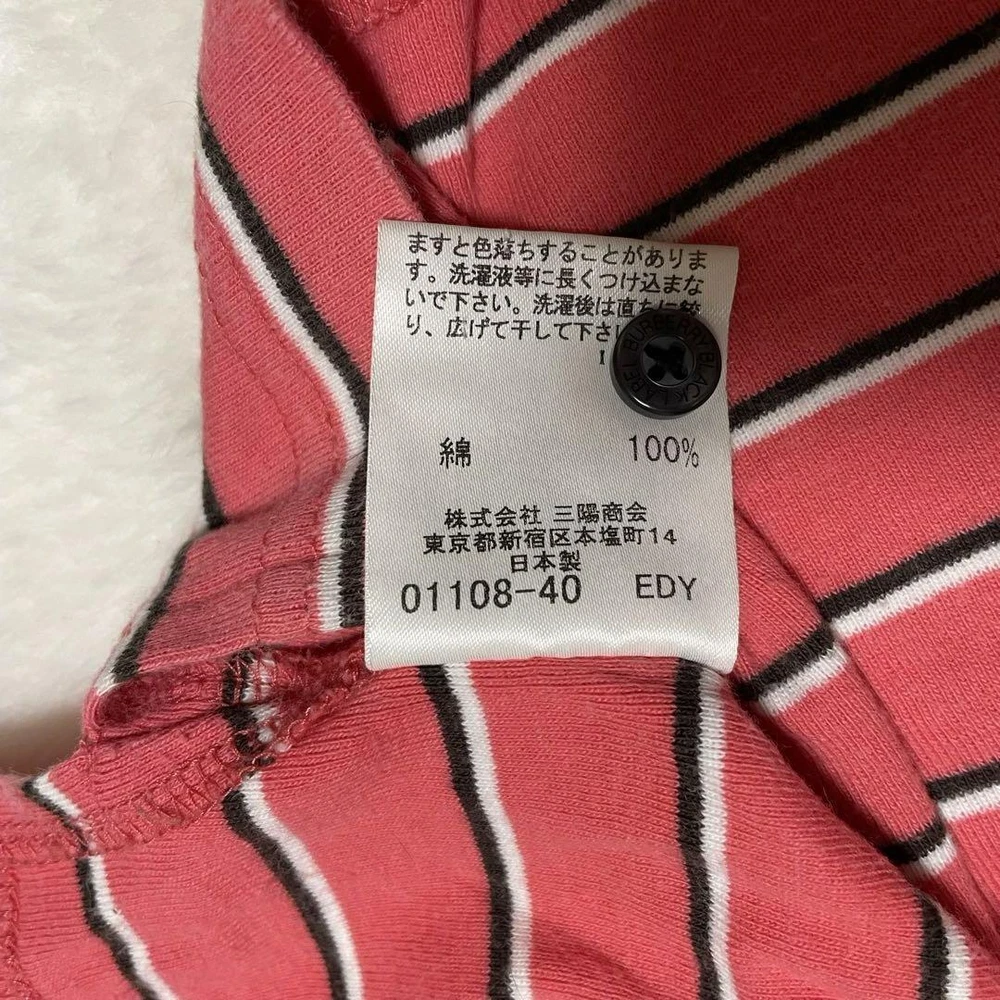 ますと色落ちすることがありま
す。洗濯液等に長くつけ込まな
いで下さい。洗濯後は直ちに絞
り、広げて干して下さ
I
BURBERRY BLACK LABEL
綿 100%
株式会社 三陽商会
東京都新宿区本塩町14
日本製
01108-40 EDY